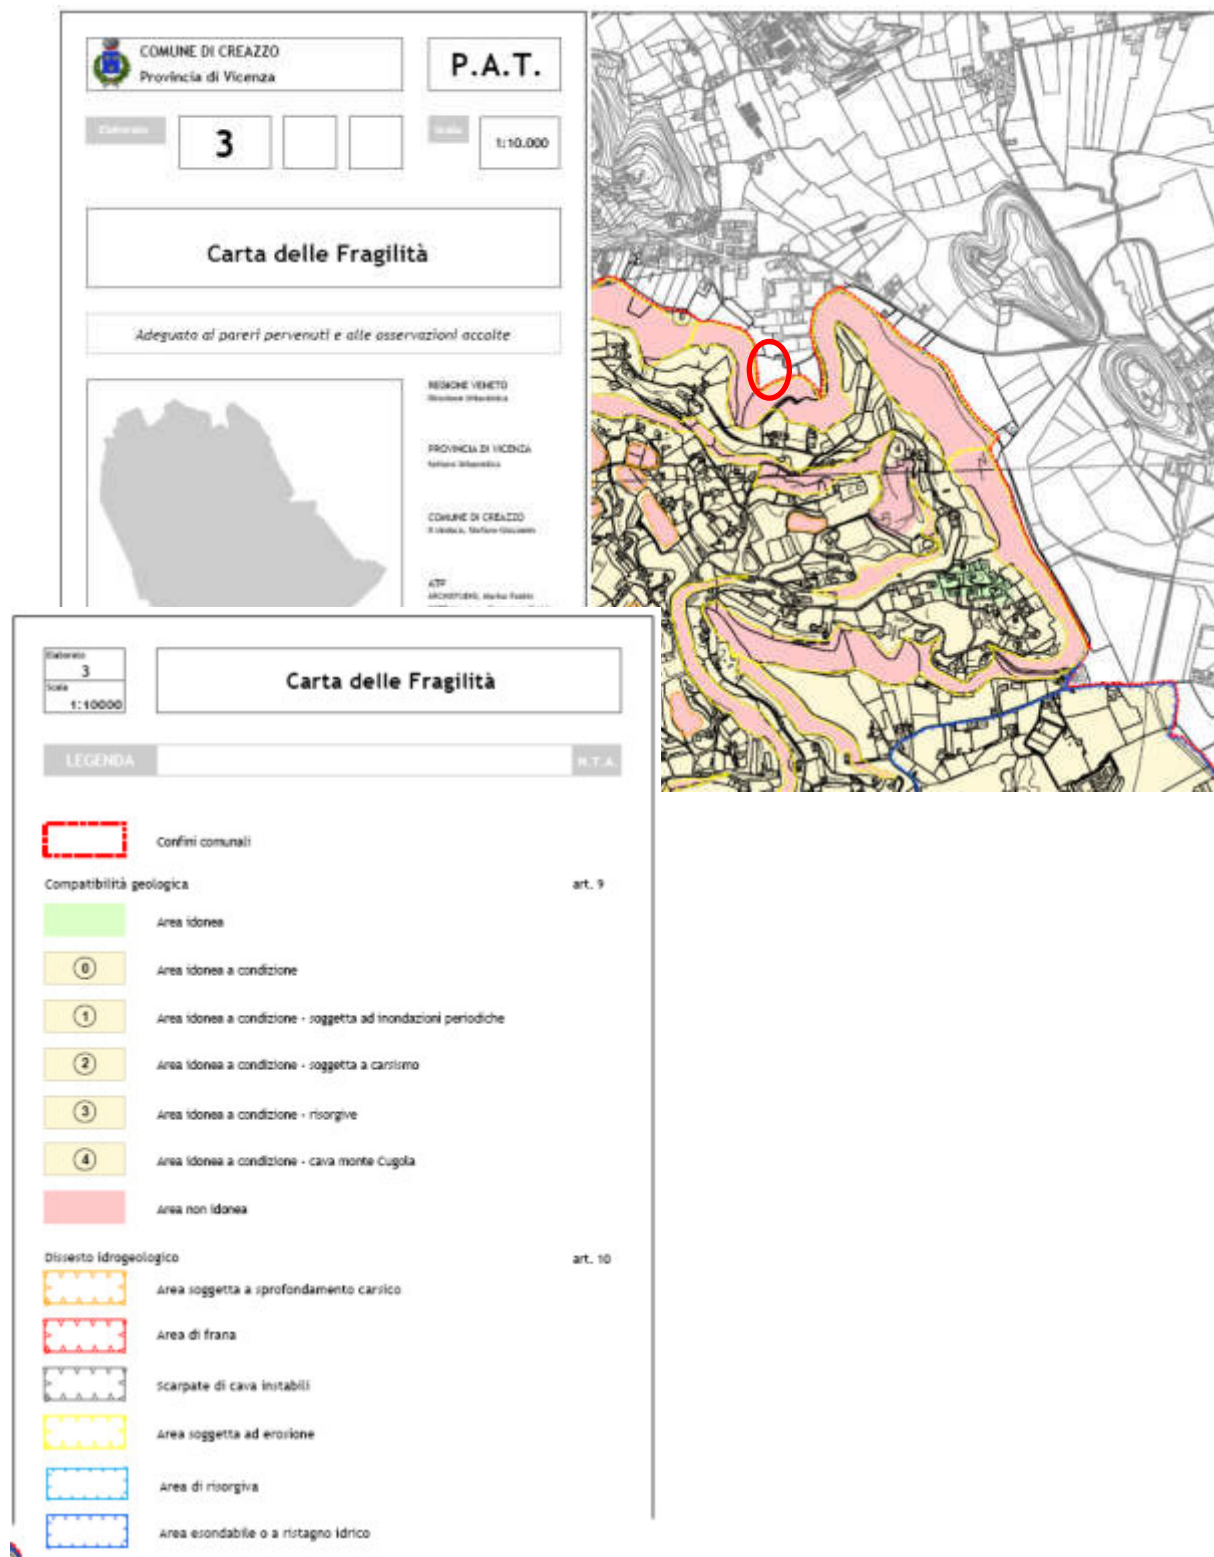 COMUNE DI CREAZZO
Provincia di Vicenza
P.A.T.
Elaborato
3
Scala
1:10.000
Carta delle Fragilità
Adeguato ai pareri pervenuti e alle osservazioni accolte
REGIONE VENETO
PROVINCIA DI VICENZA
COMUNE DI CREAZZO
ATP
Elaborato
3
Scala
1:10000
Carta delle Fragilità
LEGENDA
N.T.A.
Confini comunali
Compatibilità geologica
art. 9
Area idonea
0
Area idonea a condizione
1
Area idonea a condizione - soggetta ad inondazioni periodiche
2
Area idonea a condizione - soggetta a carsismo
3
Area idonea a condizione - risorgive
4
Area idonea a condizione - cava monte Cugola
Area non idonea
Dissesto idrogeologico
art. 10
Area soggetta a sprofondamento carsico
Area di frana
Scarpate di cava instabili
Area soggetta ad erosione
Area di risorgiva
Area esondabile o a ristagno idrico